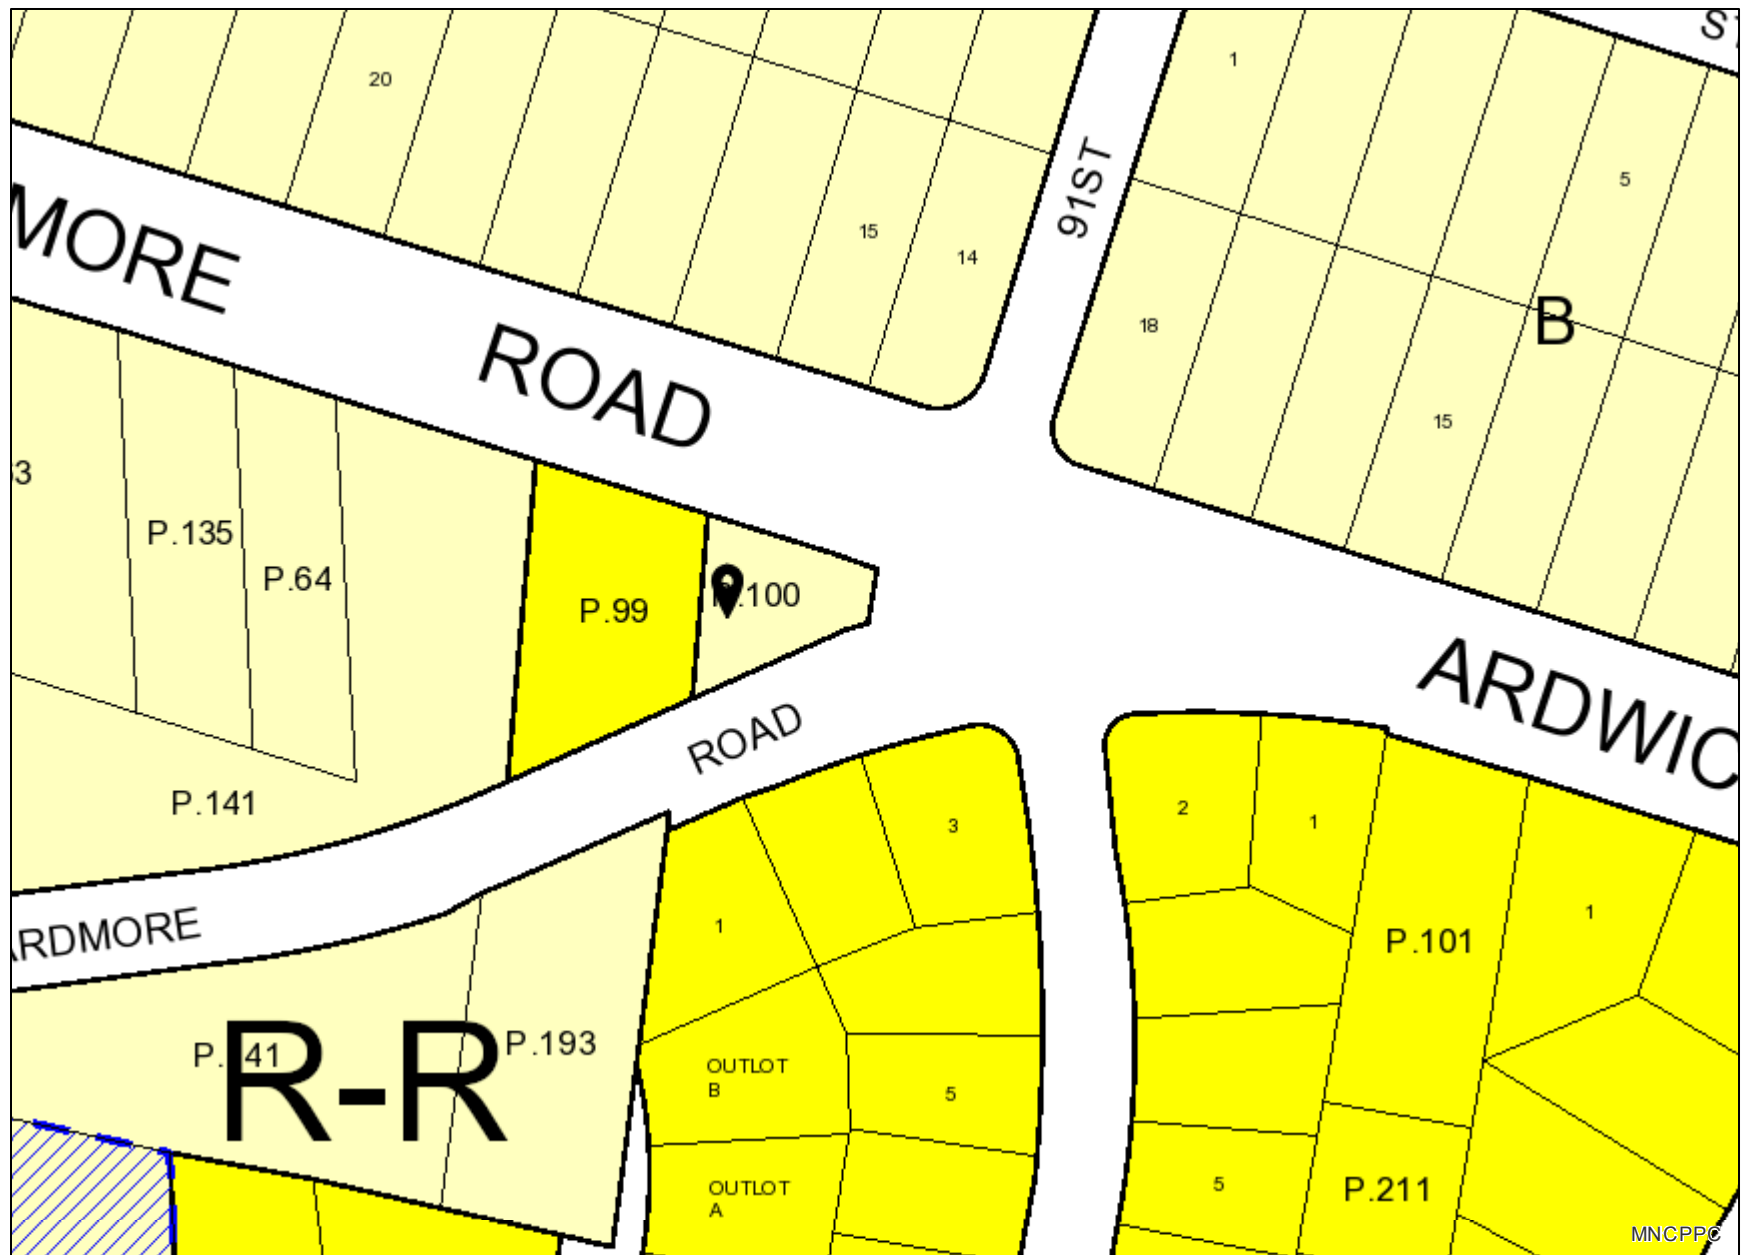 ST
1
20
5
91ST
15
14
MORE
18
B
ROAD
15
P.135
P.64
P.99
.100
ARDWIC
ROAD
P.141
2
1
3
1
1
P.101
ARDMORE
P.193
P. 41
R-R
OUTLOT
B
5
5
P.211
OUTLOT
A
MNCPPC